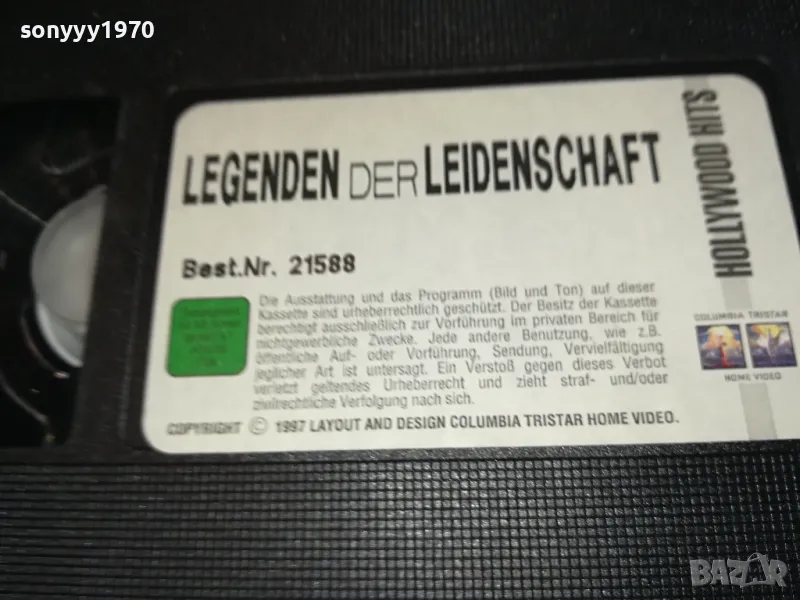 sonyyy1970
LEGENDEN DER LEIDENSCHAFT
HOLLYWOOD HITS
Best.Nr. 21588
Die Ausstattung und das Programm (Bild und Ton) auf dieser
Kassette sind urheberrechtlich geschützt. Der Besitz der Kassette
berechtigt ausschließlich zur Vorführung im privaten Bereich für
nichtgewerbliche Zwecke. Jede andere Benutzung, wie z.B.
öffentliche Auf- oder Vorführung, Sendung, Vervielfältigung
jeglicher Art ist untersagt. Ein Verstoß gegen dieses Verbot
verletzt geltendes Urheberrecht und zieht straf- und/oder
zivilrechtliche Verfolgung nach sich.
COLUMBIA TRISTAR
HOME VIDEO
COPYRIGHT © 1997 LAYOUT AND DESIGN COLUMBIA TRISTAR HOME VIDEO.
BAZAR